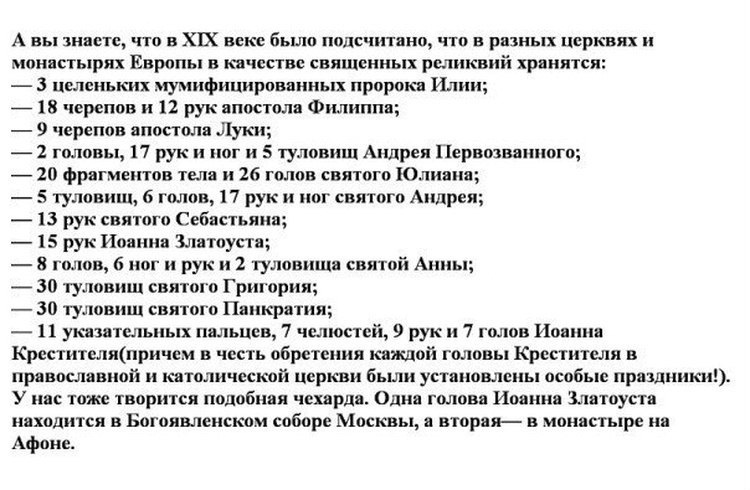 А вы знаете, что в XIX веке было подсчитано, что в разных церквях и
монастырях Европы в качестве священных реликвий хранятся:
— 3 целеньких мумифицированных пророка Илии;
— 18 черепов и 12 рук апостола Филиппа;
— 9 черепов апостола Луки;
— 2 головы, 17 рук и ног и 5 туловищ Андрея Первозванного;
— 20 фрагментов тела и 26 голов святого Юлиана;
— 5 туловищ, 6 голов, 17 рук и ног святого Андрея;
— 13 рук святого Себастьяна;
— 15 рук Иоанна Златоуста;
— 8 голов, 6 ног и рук и 2 туловища святой Анны;
— 30 туловищ святого Григория;
— 30 туловищ святого Панкратия;
— 11 указательных пальцев, 7 челюстей, 9 рук и 7 голов Иоанна
Крестителя(причем в честь обретения каждой головы Крестителя в
православной и католической церкви были установлены особые праздники!).
У нас тоже творится подобная чехарда. Одна голова Иоанна Златоуста
находится в Богоявленском соборе Москвы, а вторая— в монастыре на
Афоне.